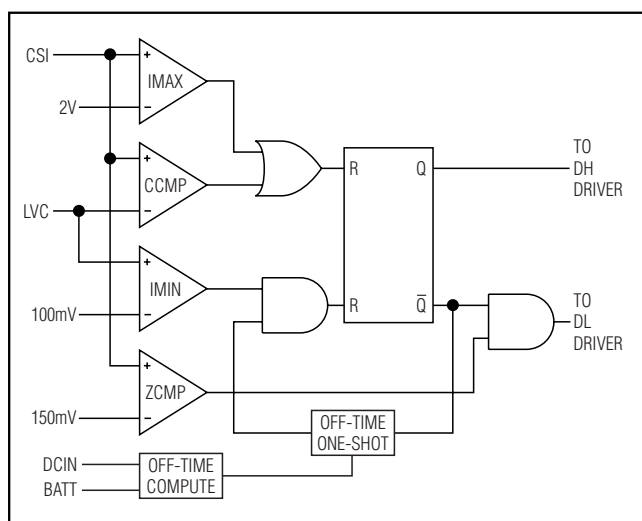 CSI
+
IMAX
2V
−
TO
DH
DRIVER
+
CCMP
R
Q
LVC
−
+
IMIN
100mV
−
R
Q̅
TO
DL
DRIVER
+
ZCMP
150mV
−
OFF-TIME
ONE-SHOT
DCIN
BATT
OFF-TIME
COMPUTE